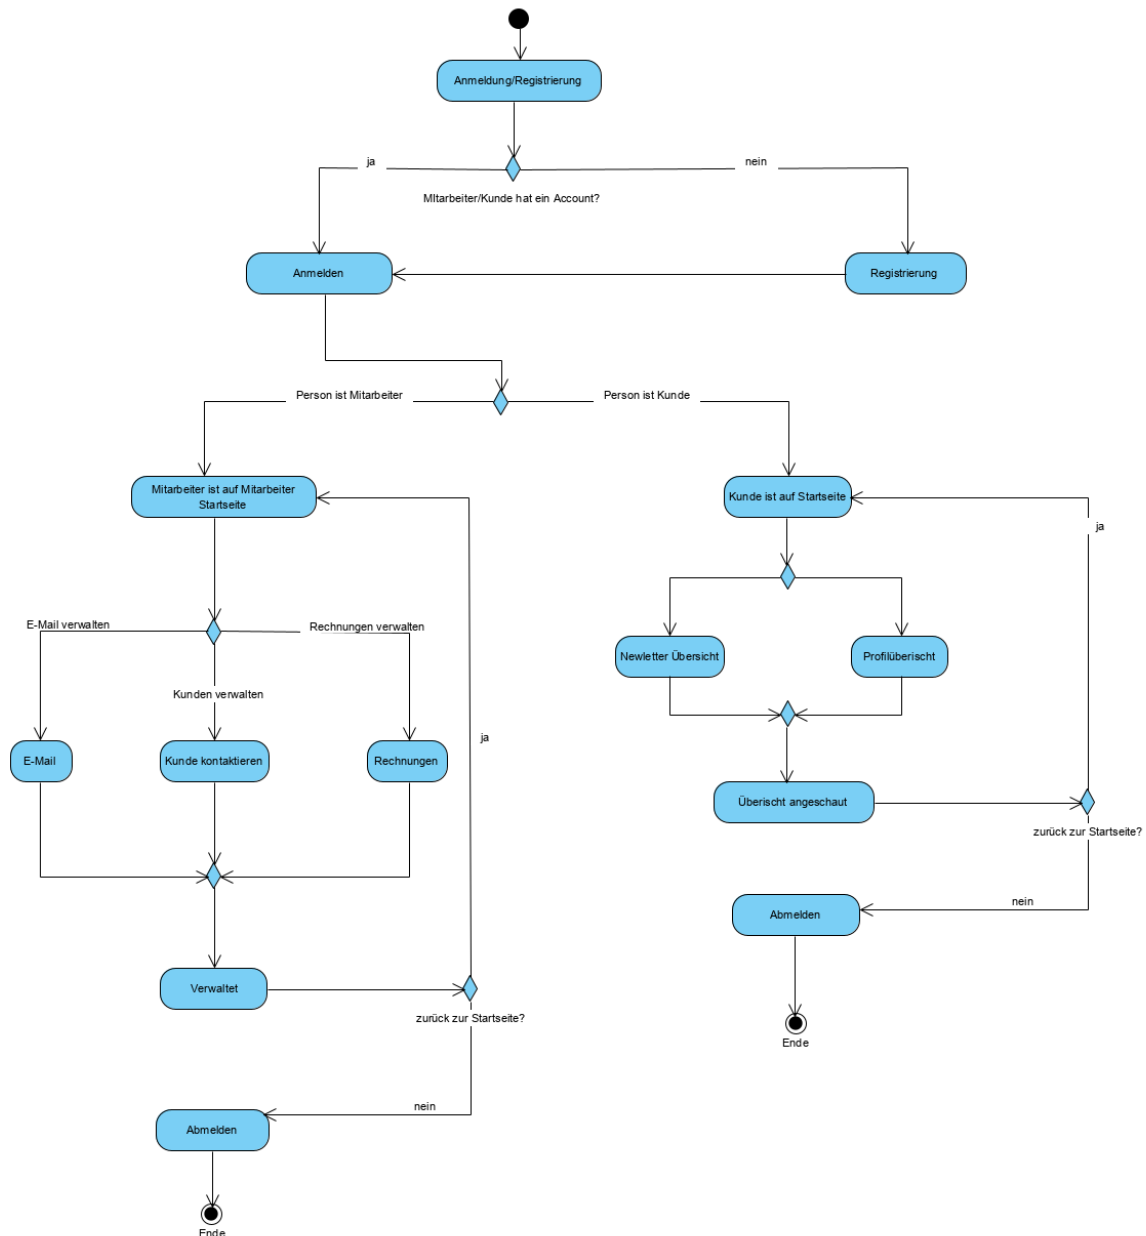 Anmeldung/Registrierung
ja
nein
MItarbeiter/Kunde hat ein Account?
Anmelden
Registrierung
Person ist Mitarbeiter
Person ist Kunde
Mitarbeiter ist auf Mitarbeiter
Startseite
Kunde ist auf Startseite
ja
E-Mail verwalten
Rechnungen verwalten
Newletter Übersicht
Profilüberischt
Kunden verwalten
ja
E-Mail
Kunde kontaktieren
Rechnungen
Überischt angeschaut
zurück zur Startseite?
nein
Abmelden
Verwaltet
zurück zur Startseite?
Ende
nein
Abmelden
Ende